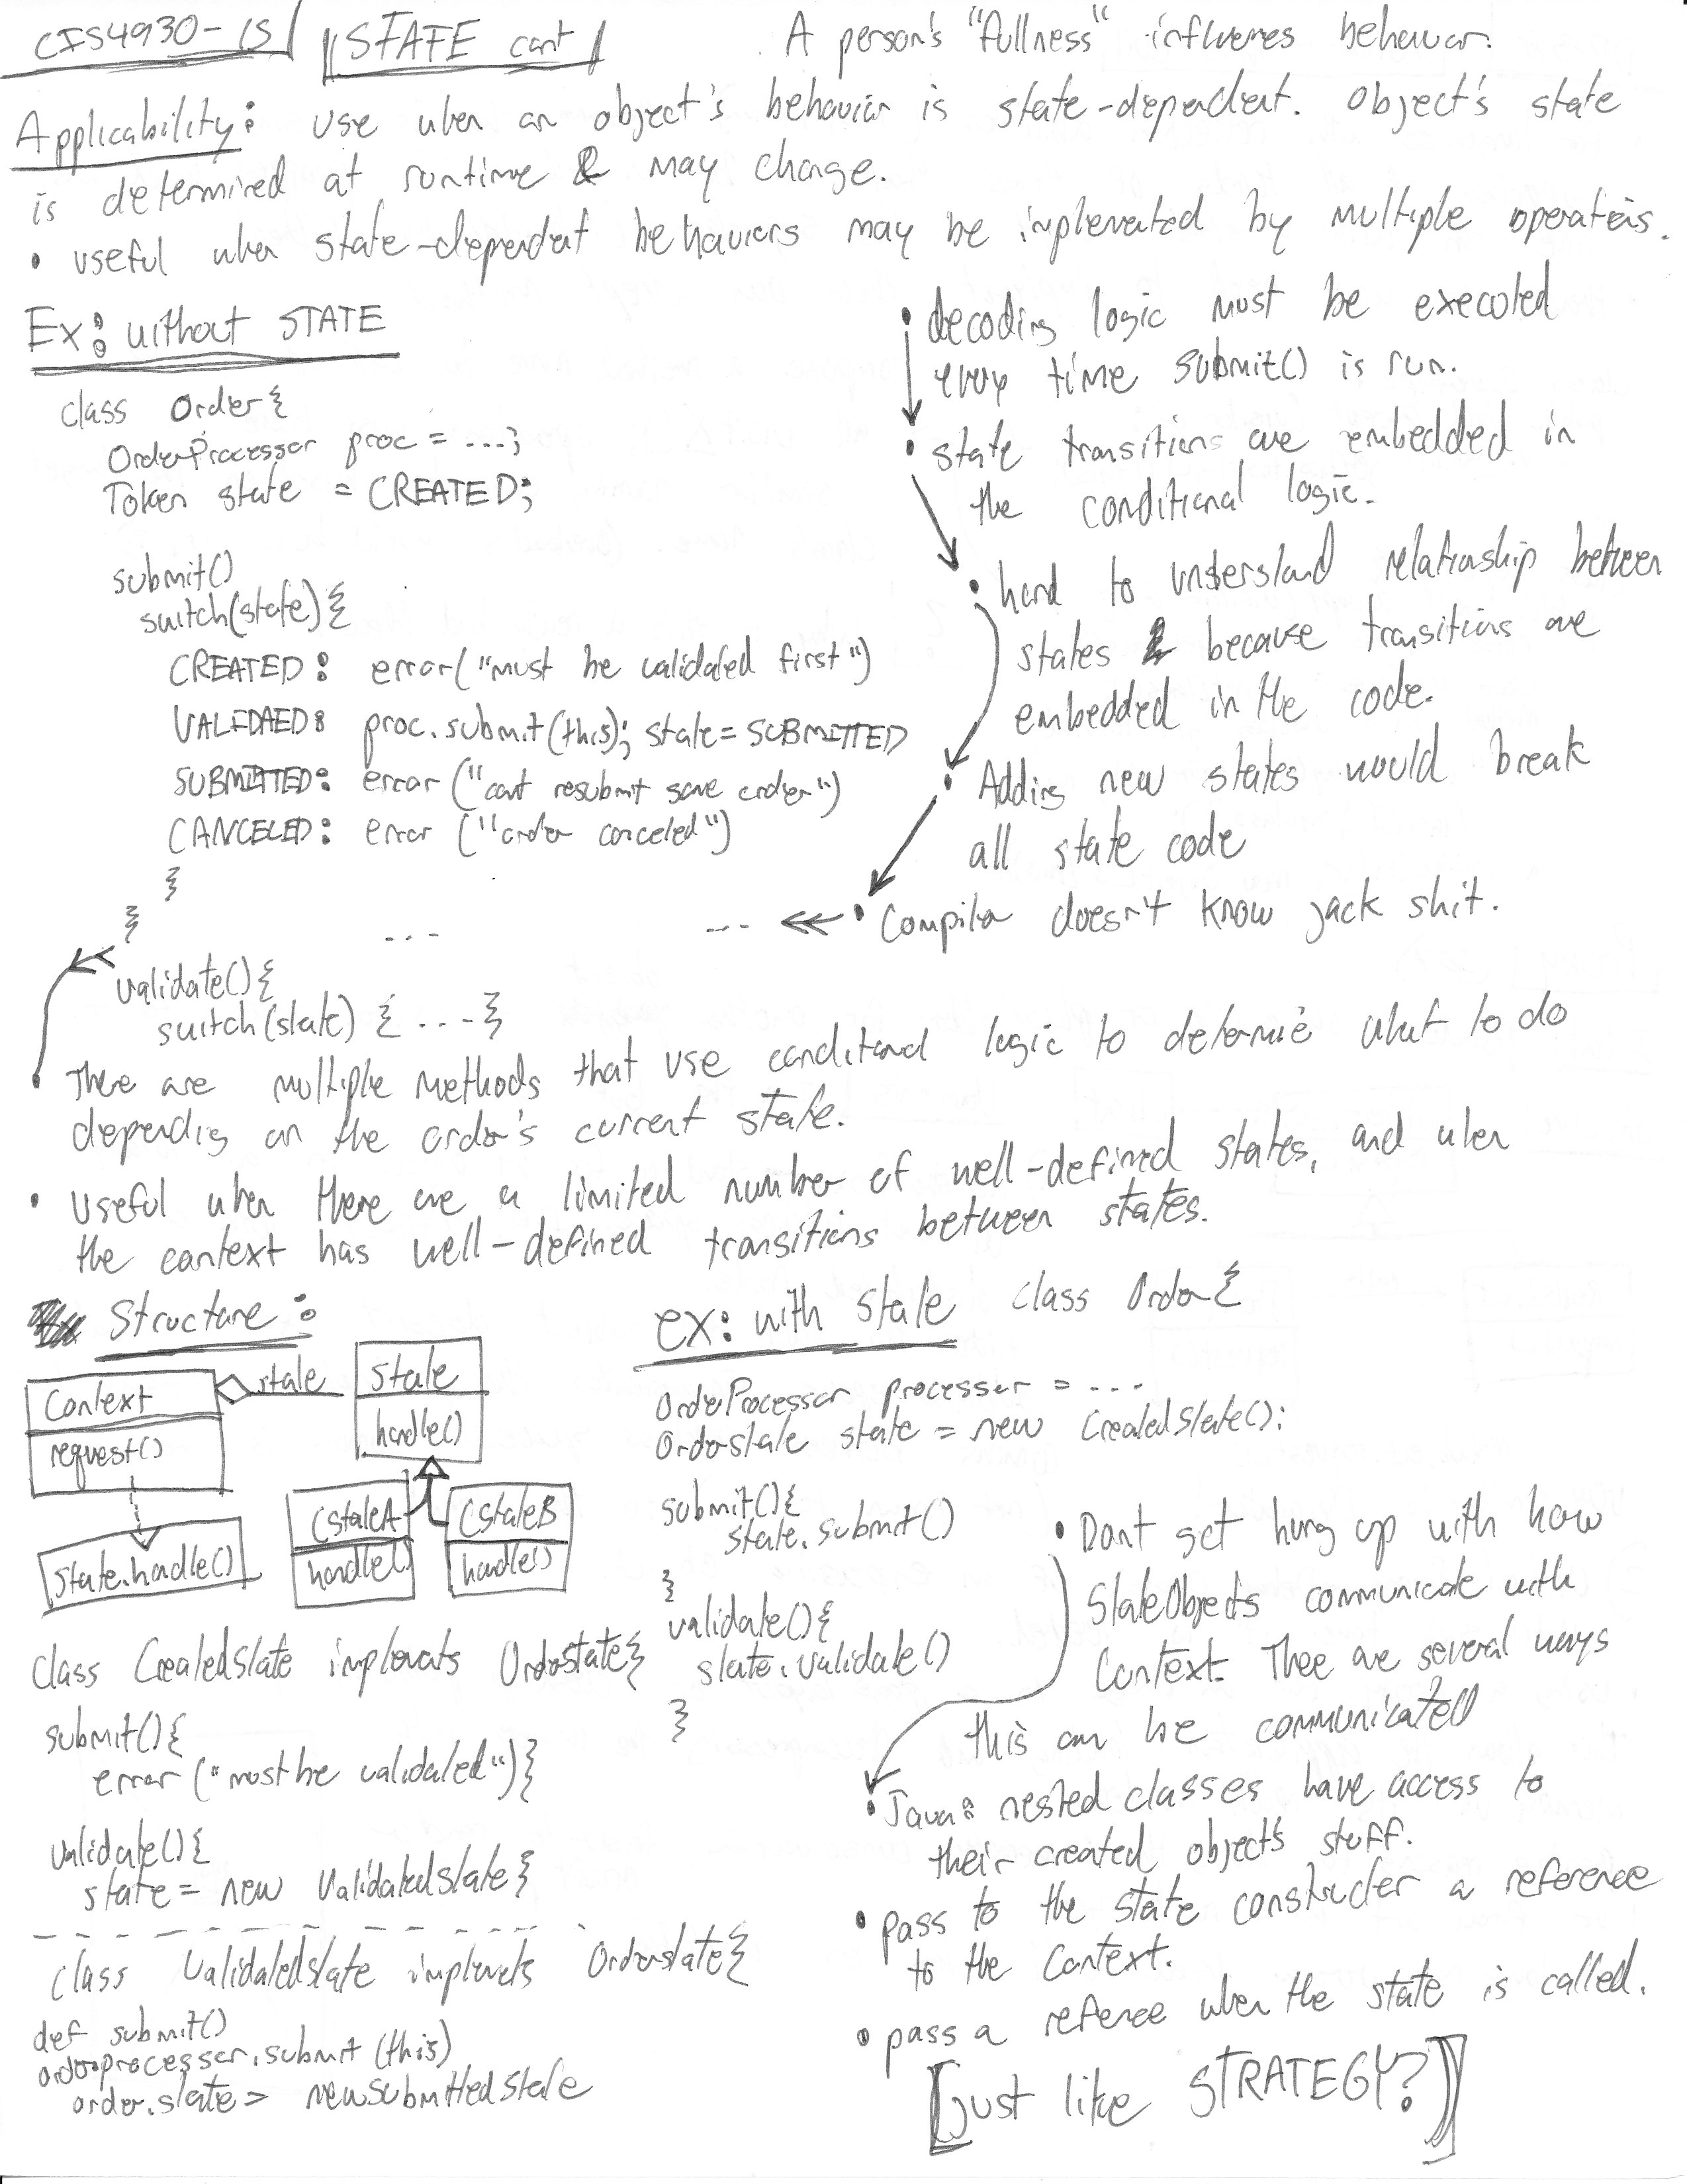 CIS4930-15
STATE cont
A person's "fullness" influences behavior.
Applicability: use when an object's behavior is state-dependent. Object's state
is determined at runtime & may change.
• useful when state-dependent behaviors may be implemented by multiple operations.
Ex: without STATE
class Order{
OrderProcessor proc = ...;
Token state = CREATED;
submit()
switch(state){
CREATED: error("must be validated first")
VALIDAED: proc.submit(this); state = SUBMITTED
SUBMITTED: error("cant resubmit same order")
CANCELED: error ("order canceled")
}
}
...
validate(){
switch(state) { ... }
• decoding logic must be executed
every time submit() is run.
• state transitions are embedded in
the conditional logic.
• hard to understand relationship between
states because transitions are
embedded in the code.
• Adding new states would break
all state code
... • Compiler doesn't know jack shit.
• There are multiple methods that use conditional logic to determine what to do
depending on the order's current state.
• Useful when there are a limited number of well-defined states, and when
the context has well-defined transitions between states.
Structure:
Context
request()
state
State
handle()
state.handle()
CstateA
handle()
CstateB
handle()
ex: with state class Order{
OrderProcessor processer = ...
Orderstate state = new CreatedState();
submit(){
state.submit()
}
validate(){
state.validate()
}
class CreatedState implements Orderstate{
submit(){
error("must be validated")}
validate(){
state = new ValidatedState}
class Validatedstate implements Orderstate{
def submit()
orderprocesser.submit(this)
order.state = newSubmittedState
• Dont get hung up with how
StateObjects communicate with
Context. There are several ways
this can be communicated
• Java: nested classes have access to
their created object's stuff.
• pass to the state constructer a reference
to the Context.
• pass a reference when the state is called.
[just like STRATEGY?]